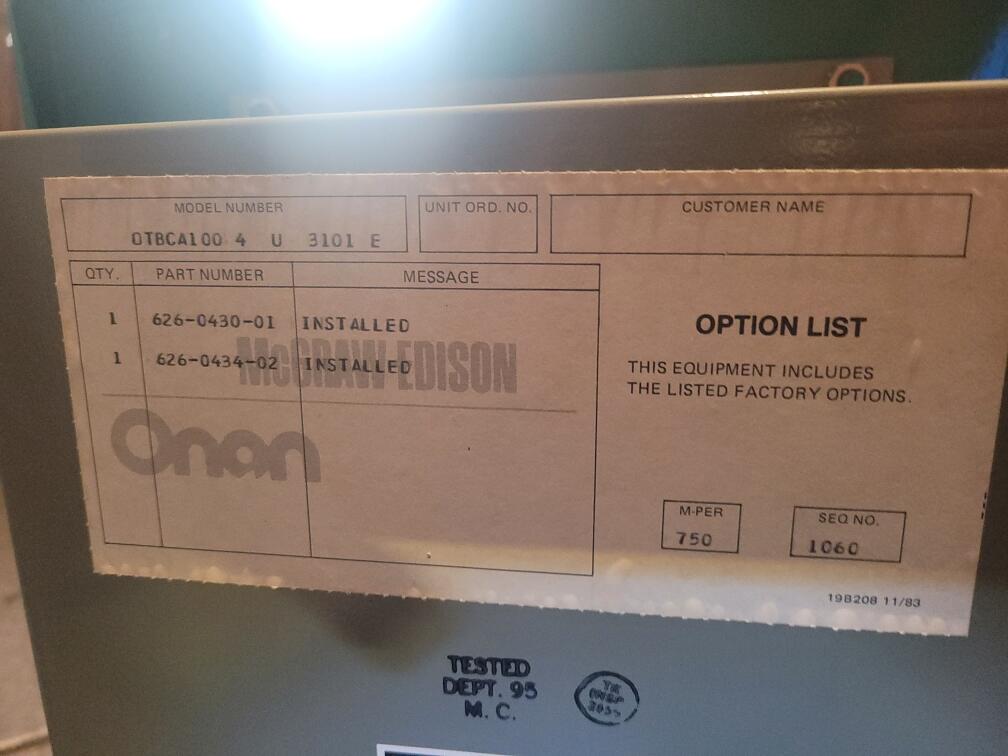 MODEL NUMBER
OTBCA100 4 U 3101 E
UNIT ORD. NO.
CUSTOMER NAME
QTY. PART NUMBER MESSAGE
1 626-0430-01 INSTALLED
1 626-0434-02 INSTALLED
McGRAW-EDISON
Onan
OPTION LIST
THIS EQUIPMENT INCLUDES
THE LISTED FACTORY OPTIONS.
M-PER
750
SEQ NO.
1060
198208 11/83
TESTED
DEPT. 95
M. C.